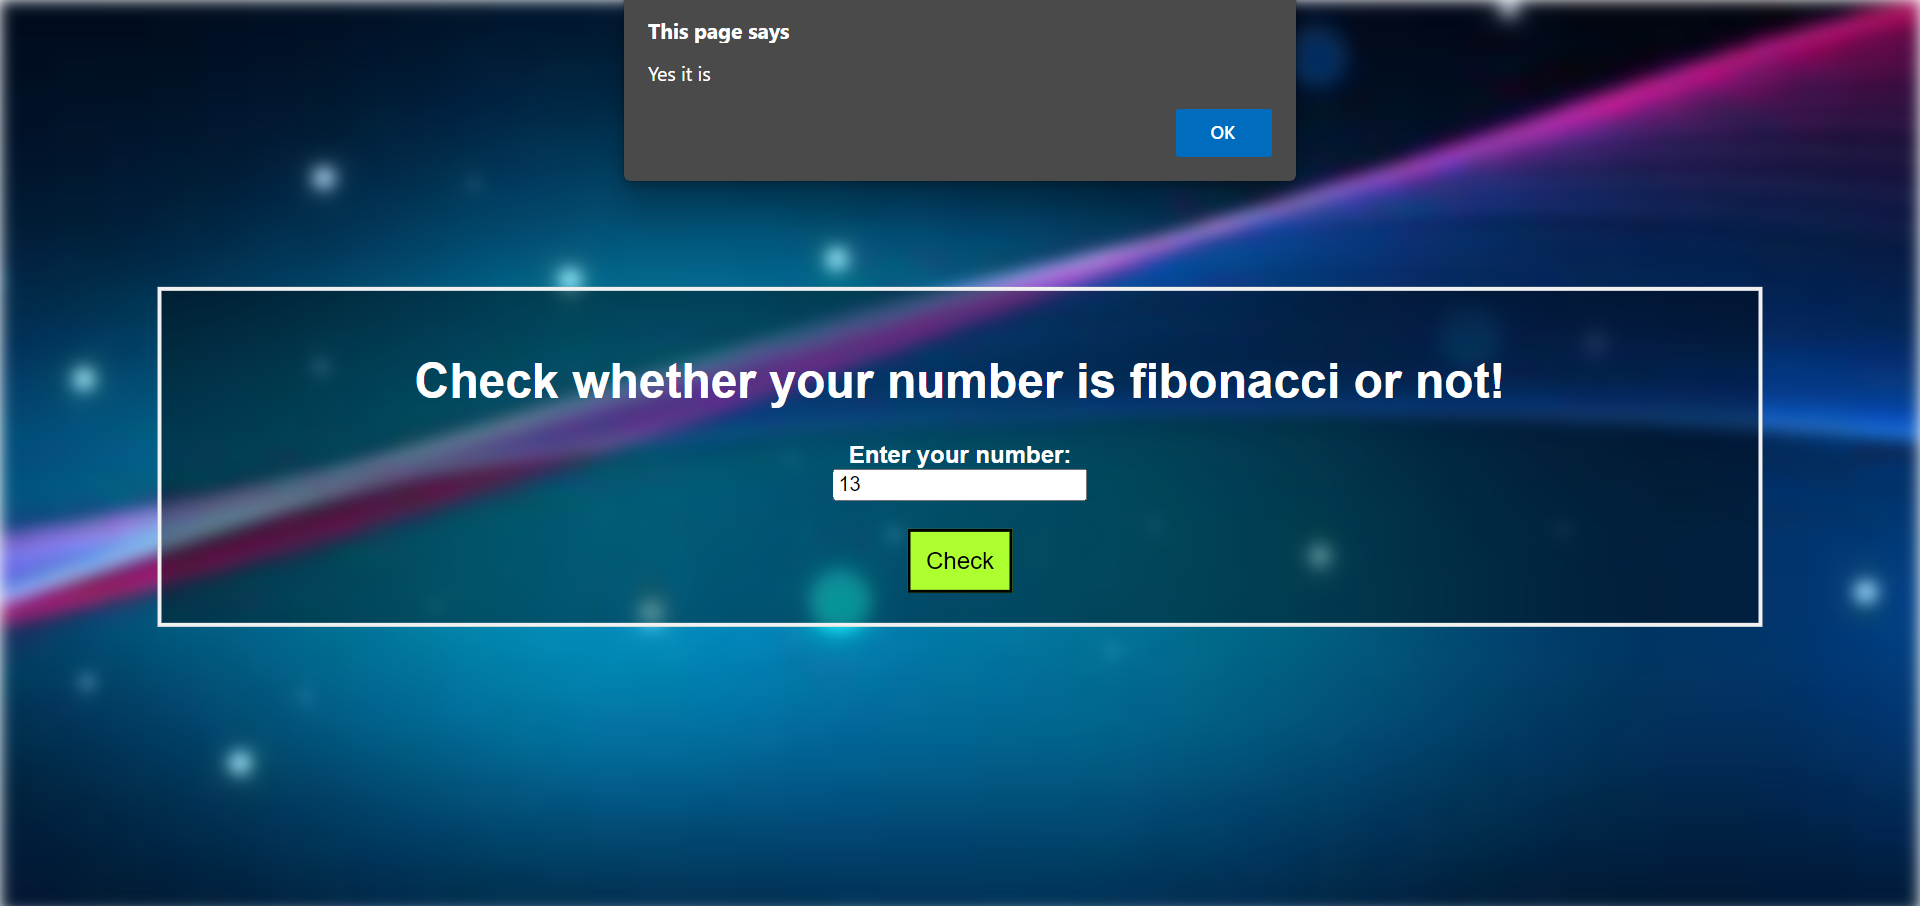 This page says
Yes it is
OK
Check whether your number is fibonacci or not!
Enter your number:
13
Check